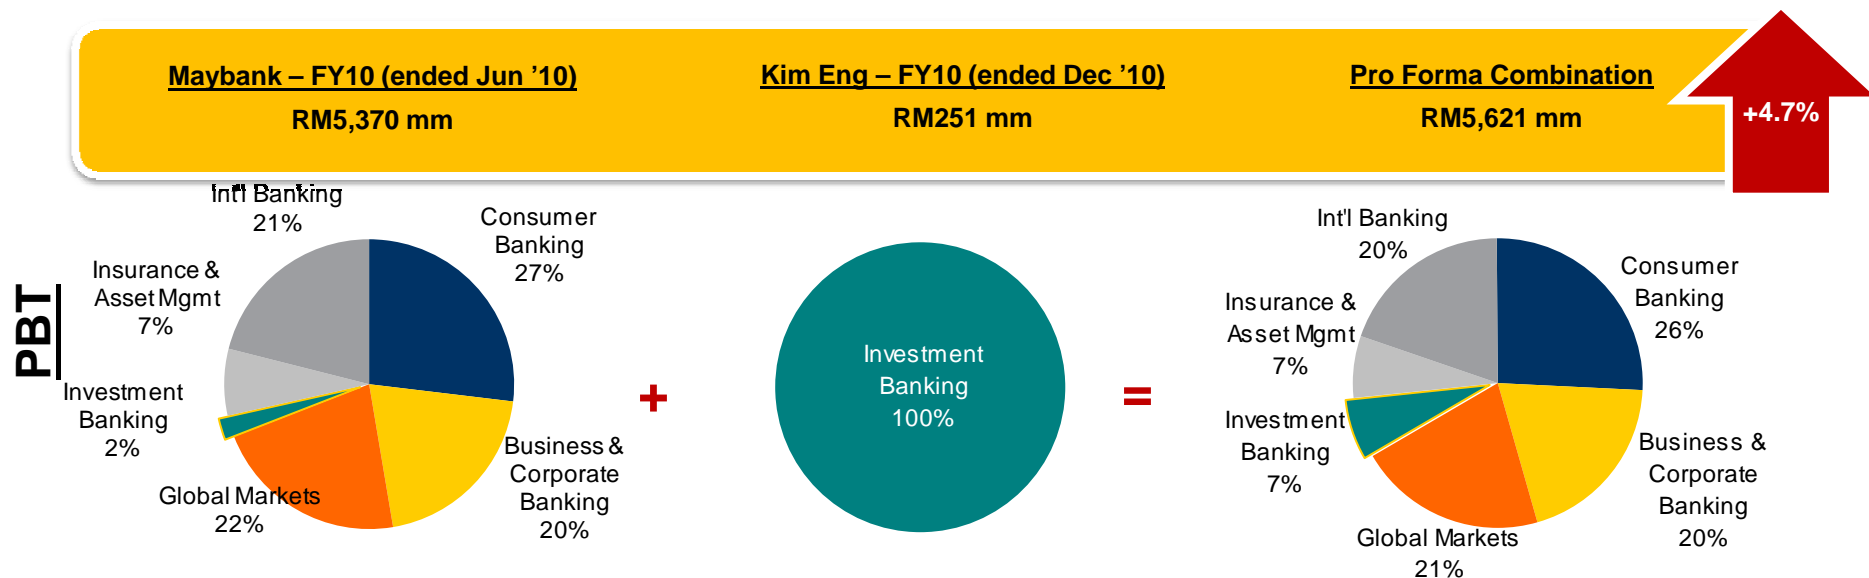 Maybank – FY10 (ended Jun ’10)
RM5,370 mm
Kim Eng – FY10 (ended Dec ’10)
RM251 mm
Pro Forma Combination
RM5,621 mm
+4.7%
PBT
Int'l Banking
21%
Consumer
Banking
27%
Insurance &
Asset Mgmt
7%
Investment
Banking
2%
Global Markets
22%
Business &
Corporate
Banking
20%
+
Investment
Banking
100%
=
Int'l Banking
20%
Consumer
Banking
26%
Insurance &
Asset Mgmt
7%
Investment
Banking
7%
Global Markets
21%
Business &
Corporate
Banking
20%